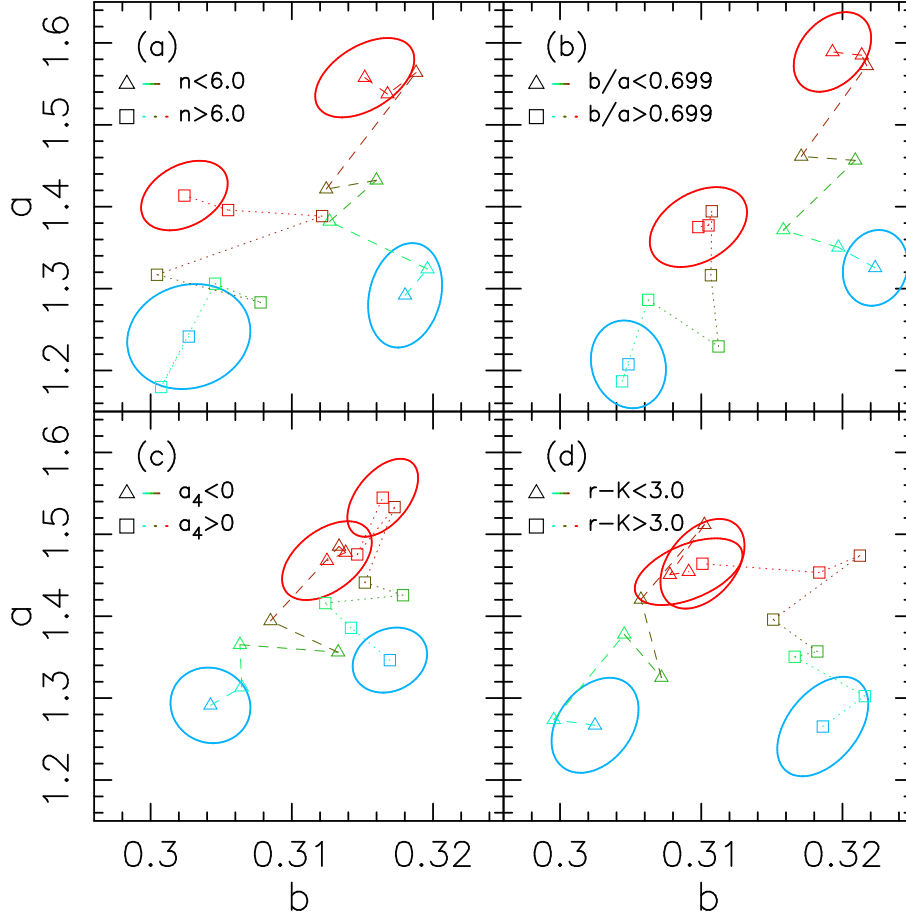 (a)
n<6.0
n>6.0
(b)
b/a<0.699
b/a>0.699
a
1.6
1.5
1.4
1.3
1.2
(c)
a₄<0
a₄>0
(d)
r-K<3.0
r-K>3.0
a
1.6
1.5
1.4
1.3
1.2
0.3 0.31 0.32 0.3 0.31 0.32
b b